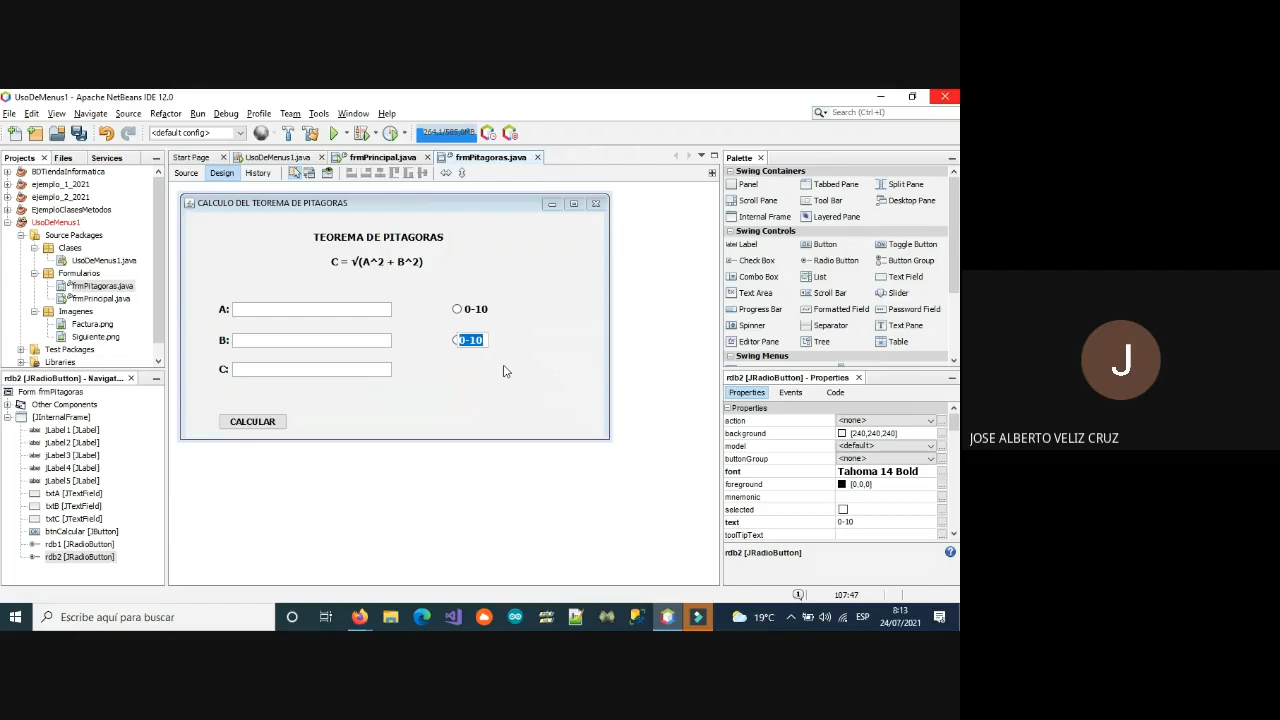 UsoDeMenus1 - Apache NetBeans IDE 12.0
File Edit View Navigate Source Refactor Run Debug Profile Team Tools Window Help
Search (Ctrl+I)
<default config>
264,1/585,0MB
Projects Files Services
Start Page UsoDeMenus1.java frmPrincipal.java frmPitagoras.java
Source Design History
BDTiendaInformatica
ejemplo_1_2021
ejemplo_2_2021
EjemploClasesMetodos
UsoDeMenus1
Source Packages
Clases
UsoDeMenus1.java
Formularios
frmPitagoras.java
frmPrincipal.java
Imagenes
Factura.png
Siguiente.png
Test Packages
Libraries
rdb2 [JRadioButton] - Navigat...
Form frmPitagoras
Other Components
[JInternalFrame]
jLabel1 [JLabel]
jLabel2 [JLabel]
jLabel3 [JLabel]
jLabel4 [JLabel]
jLabel5 [JLabel]
txtA [JTextField]
txtB [JTextField]
txtC [JTextField]
btnCalcular [JButton]
rdb1 [JRadioButton]
rdb2 [JRadioButton]
CALCULO DEL TEOREMA DE PITAGORAS
TEOREMA DE PITAGORAS
C = √(A^2 + B^2)
A: 0-10
B: 0-10
C:
CALCULAR
Palette
Swing Containers
Panel Tabbed Pane Split Pane
Scroll Pane Tool Bar Desktop Pane
Internal Frame Layered Pane
Swing Controls
Label Button Toggle Button
Check Box Radio Button Button Group
Combo Box List Text Field
Text Area Scroll Bar Slider
Progress Bar Formatted Field Password Field
Spinner Separator Text Pane
Editor Pane Tree Table
Swing Menus
rdb2 [JRadioButton] - Properties
Properties Events Code
Properties
action <none>
background [240,240,240]
model <default>
buttonGroup <none>
font Tahoma 14 Bold
foreground [0,0,0]
mnemonic
selected
text 0-10
toolTipText
rdb2 [JRadioButton]
107:47
Escribe aquí para buscar
19°C ESP
8:13
24/07/2021
J
JOSE ALBERTO VELIZ CRUZ